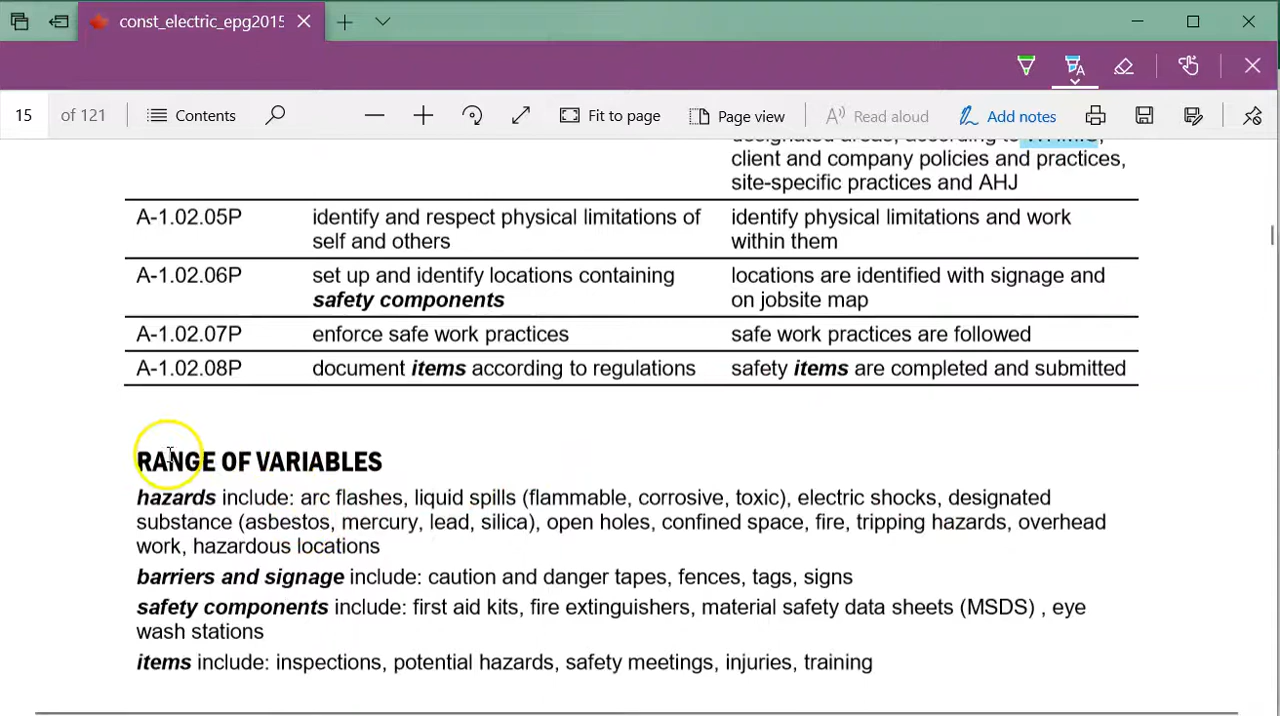 const_electric_epg2015
15 of 121 Contents Fit to page Page view Read aloud Add notes
designated areas, according to WHMIS,
client and company policies and practices,
site-specific practices and AHJ
A-1.02.05P identify and respect physical limitations of identify physical limitations and work
self and others within them
A-1.02.06P set up and identify locations containing locations are identified with signage and
safety components on jobsite map
A-1.02.07P enforce safe work practices safe work practices are followed
A-1.02.08P document items according to regulations safety items are completed and submitted
RANGE OF VARIABLES
hazards include: arc flashes, liquid spills (flammable, corrosive, toxic), electric shocks, designated
substance (asbestos, mercury, lead, silica), open holes, confined space, fire, tripping hazards, overhead
work, hazardous locations
barriers and signage include: caution and danger tapes, fences, tags, signs
safety components include: first aid kits, fire extinguishers, material safety data sheets (MSDS) , eye
wash stations
items include: inspections, potential hazards, safety meetings, injuries, training